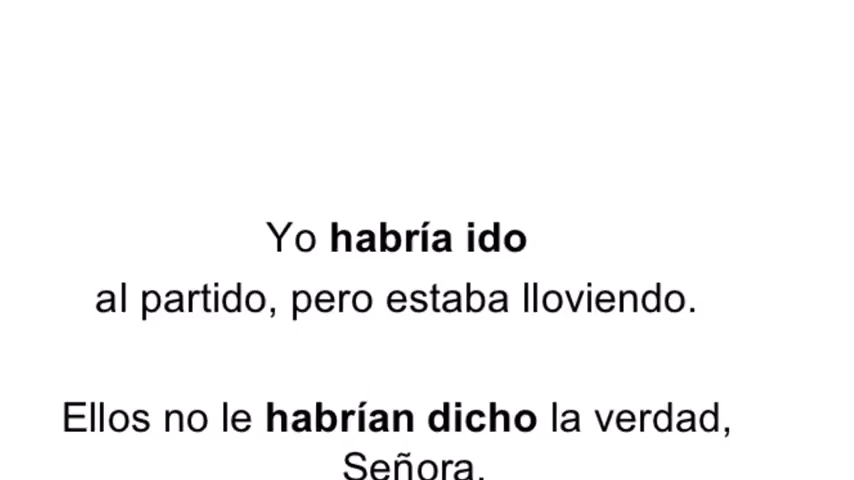 Yo habría ido
al partido, pero estaba lloviendo.
Ellos no le habrían dicho la verdad,
Señora.